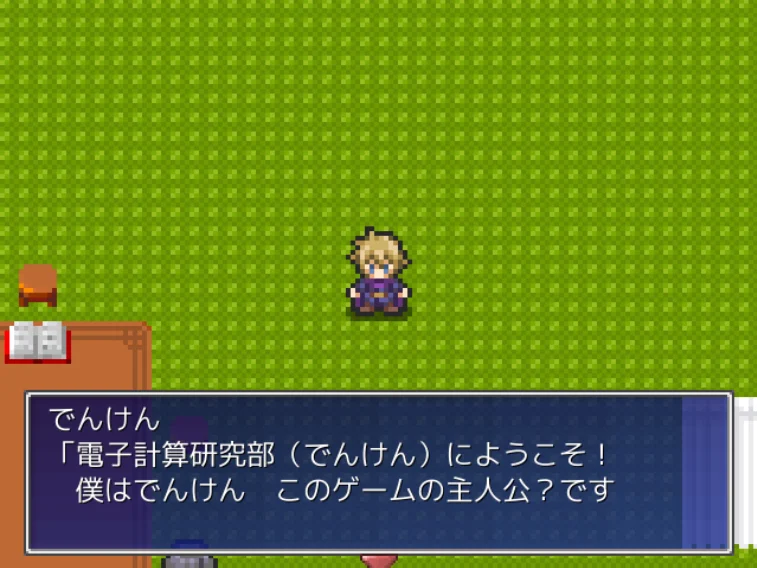 でんけん
「電子計算研究部（でんけん）にようこそ！
僕はでんけん　このゲームの主人公？です